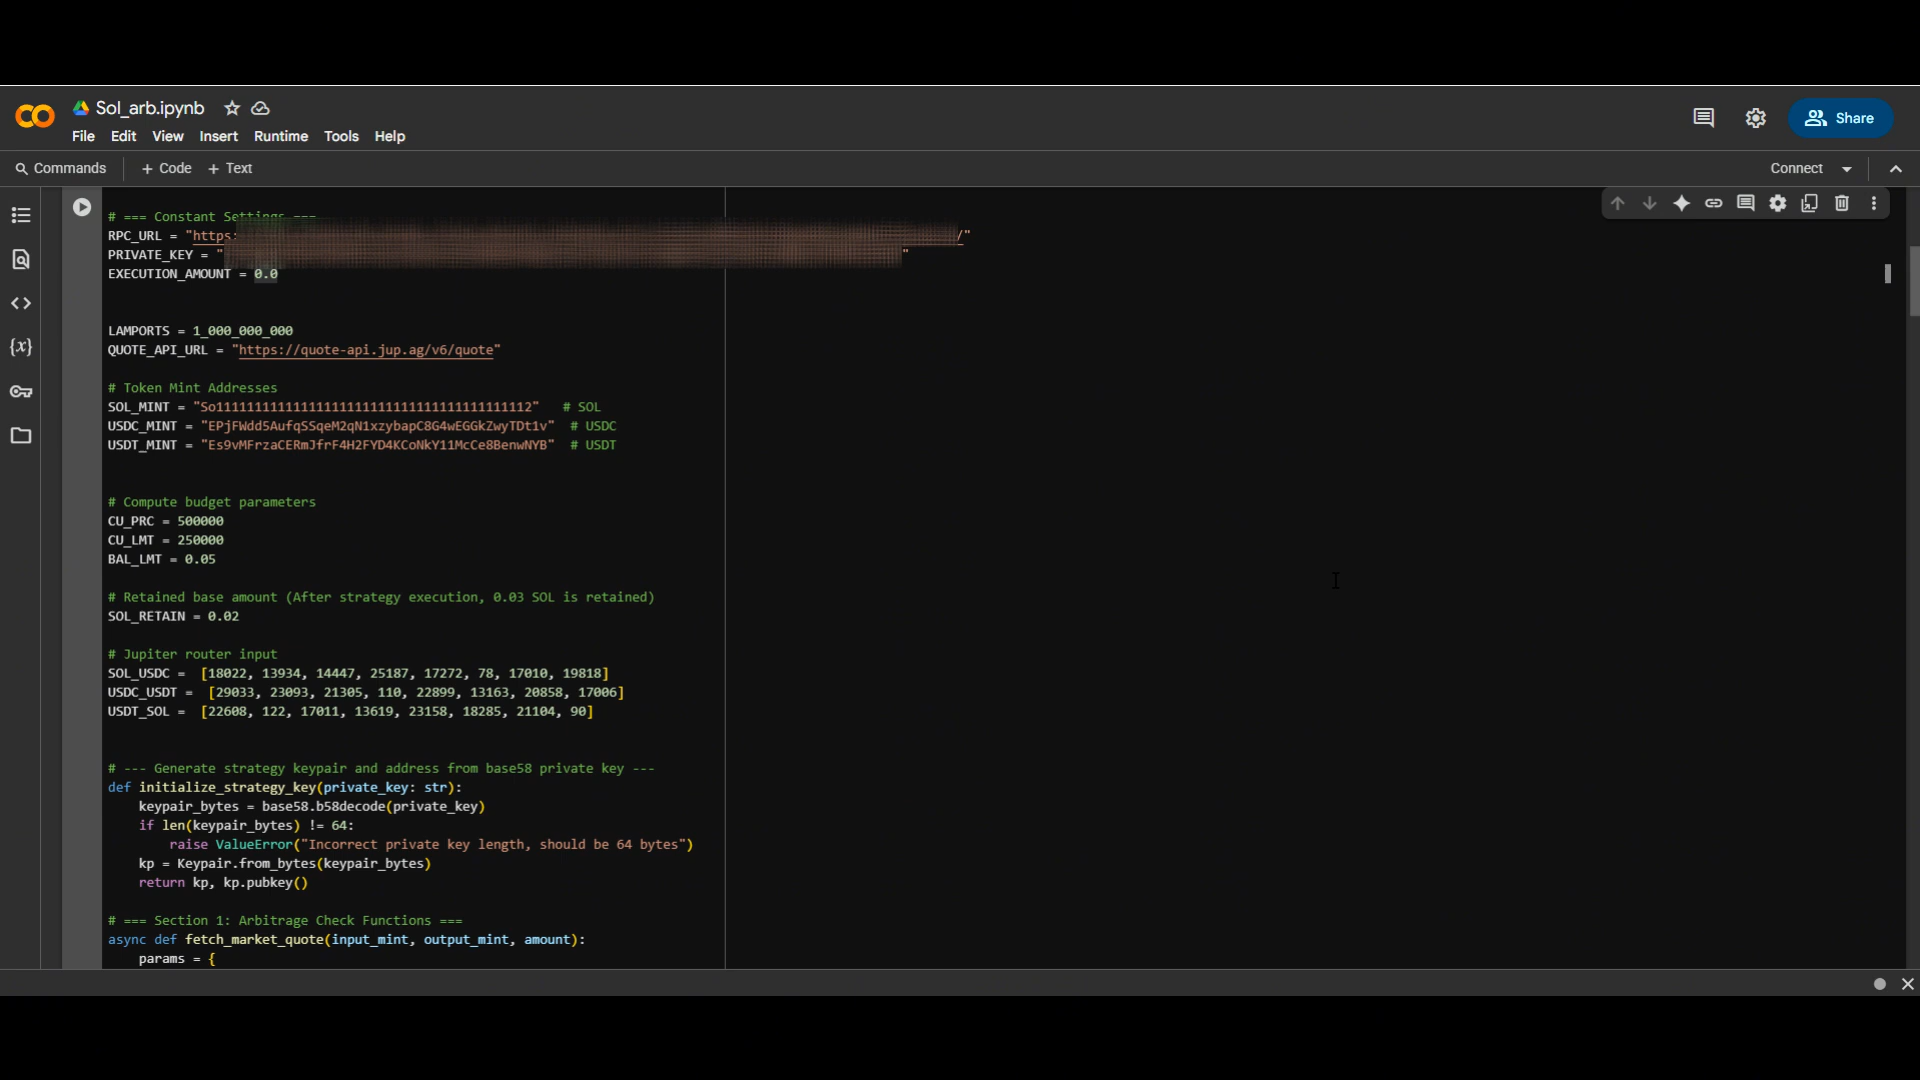 Sol_arb.ipynb
File Edit View Insert Runtime Tools Help
Share
Commands + Code + Text
Connect
# === Constant Settings ===
RPC_URL = "https: /"
PRIVATE_KEY = " "
EXECUTION_AMOUNT = 0.0
LAMPORTS = 1_000_000_000
QUOTE_API_URL = "https://quote-api.jup.ag/v6/quote"
# Token Mint Addresses
SOL_MINT = "So11111111111111111111111111111111111111112" # SOL
USDC_MINT = "EPjFWdd5AufqSSqeM2qN1xzybapC8G4wEGGkZwyTDt1v" # USDC
USDT_MINT = "Es9vMFrzaCERmJfrF4H2FYD4KCoNkY11McCe8BenwNYB" # USDT
# Compute budget parameters
CU_PRC = 500000
CU_LMT = 250000
BAL_LMT = 0.05
# Retained base amount (After strategy execution, 0.03 SOL is retained)
SOL_RETAIN = 0.02
# Jupiter router input
SOL_USDC = [18022, 13934, 14447, 25187, 17272, 78, 17010, 19818]
USDC_USDT = [29033, 23093, 21305, 110, 22899, 13163, 20858, 17006]
USDT_SOL = [22608, 122, 17011, 13619, 23158, 18285, 21104, 90]
# --- Generate strategy keypair and address from base58 private key ---
def initialize_strategy_key(private_key: str):
keypair_bytes = base58.b58decode(private_key)
if len(keypair_bytes) != 64:
raise ValueError("Incorrect private key length, should be 64 bytes")
kp = Keypair.from_bytes(keypair_bytes)
return kp, kp.pubkey()
# === Section 1: Arbitrage Check Functions ===
async def fetch_market_quote(input_mint, output_mint, amount):
params = {